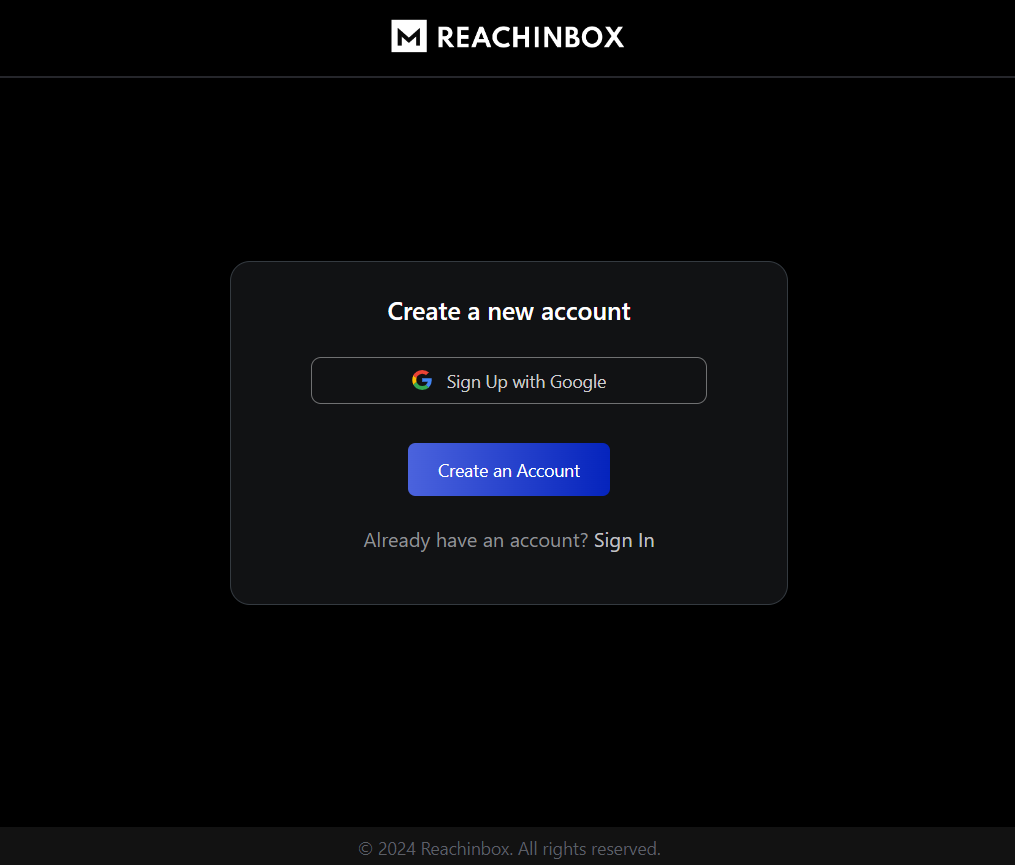 REACHINBOX
Create a new account
Sign Up with Google
Create an Account
Already have an account? Sign In
© 2024 Reachinbox. All rights reserved.